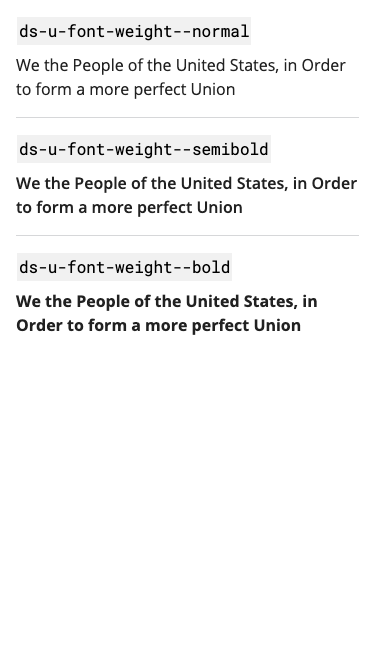 ds-u-font-weight--normal
We the People of the United States, in Order
to form a more perfect Union
ds-u-font-weight--semibold
We the People of the United States, in Order
to form a more perfect Union
ds-u-font-weight--bold
We the People of the United States, in
Order to form a more perfect Union